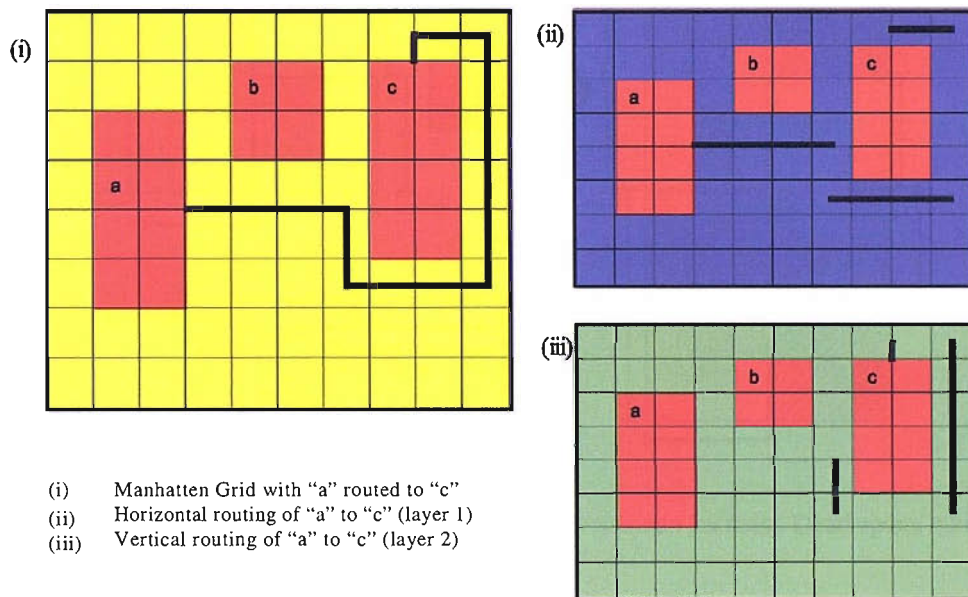 (i)
b
c
a
(ii)
b
c
a
(iii)
b
c
a
(i) Manhatten Grid with "a" routed to "c"
(ii) Horizontal routing of "a" to "c" (layer 1)
(iii) Vertical routing of "a" to "c" (layer 2)